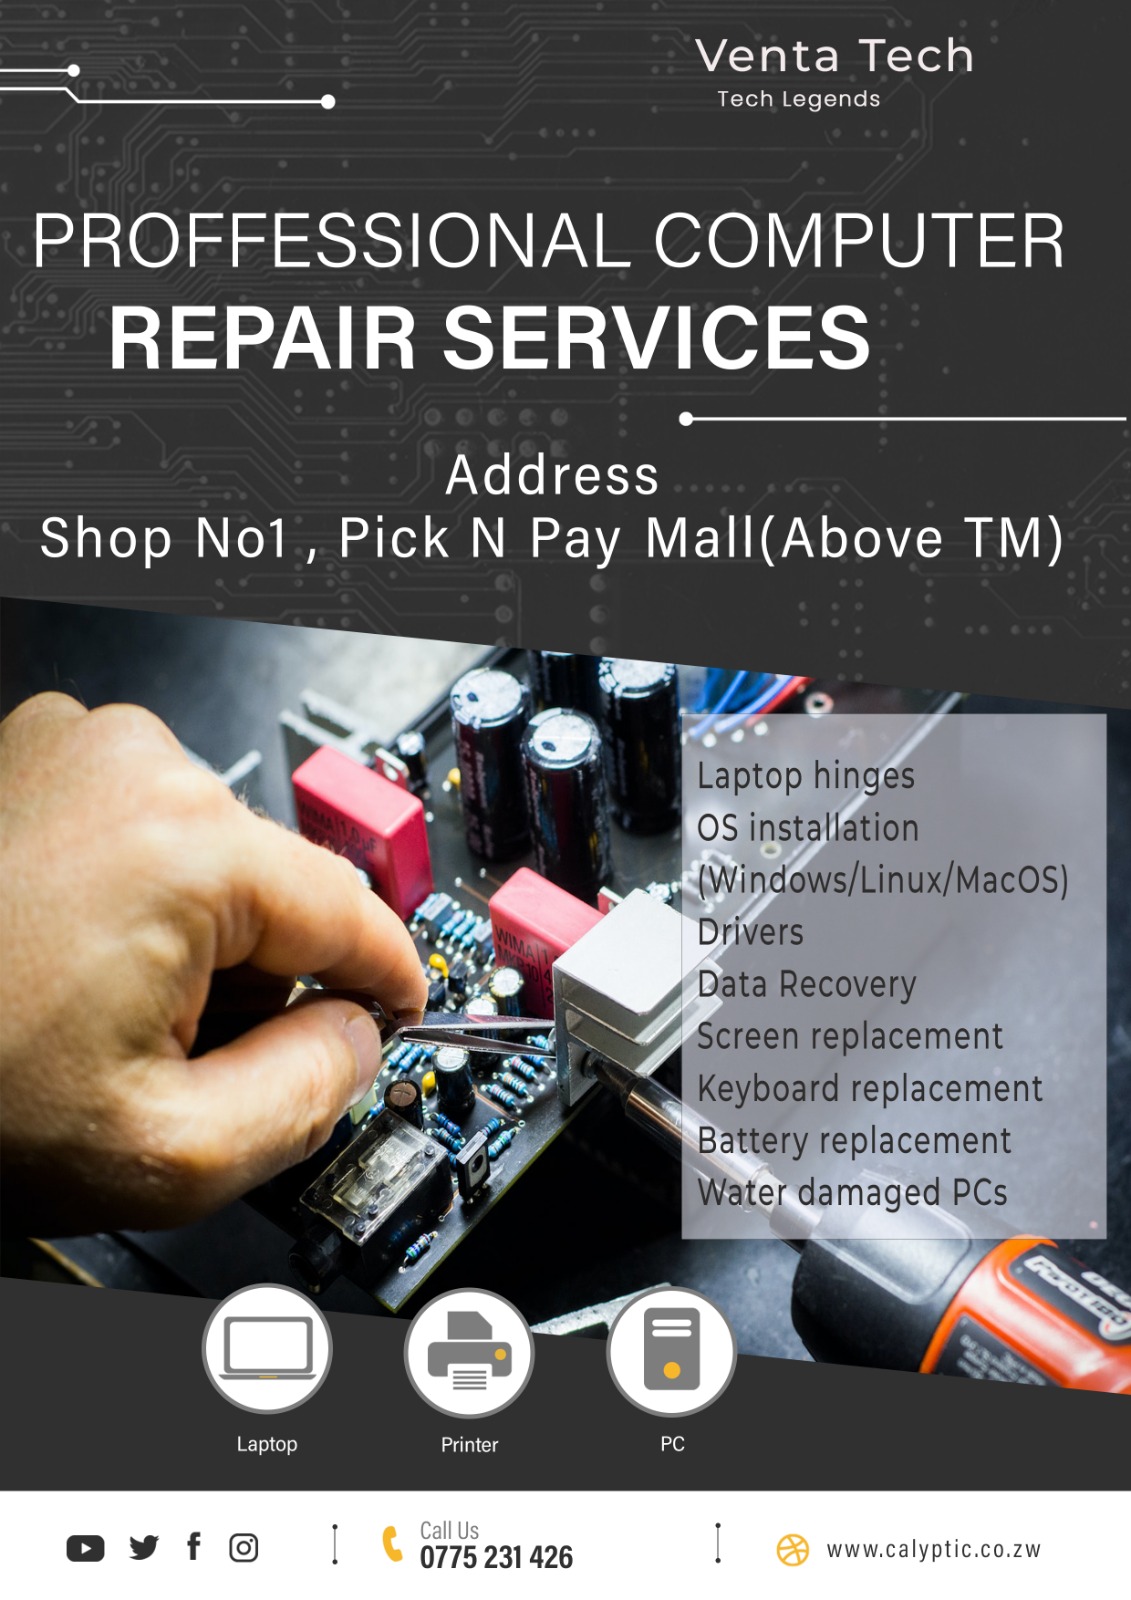 Venta Tech
Tech Legends
PROFFESSIONAL COMPUTER
REPAIR SERVICES
Address
Shop No1 , Pick N Pay Mall(Above TM)
Laptop hinges
OS installation
(Windows/Linux/MacOS)
Drivers
Data Recovery
Screen replacement
Keyboard replacement
Battery replacement
Water damaged PCs
WIMA
WIMA
Laptop
Printer
PC
Call Us
0775 231 426
www.calyptic.co.zw